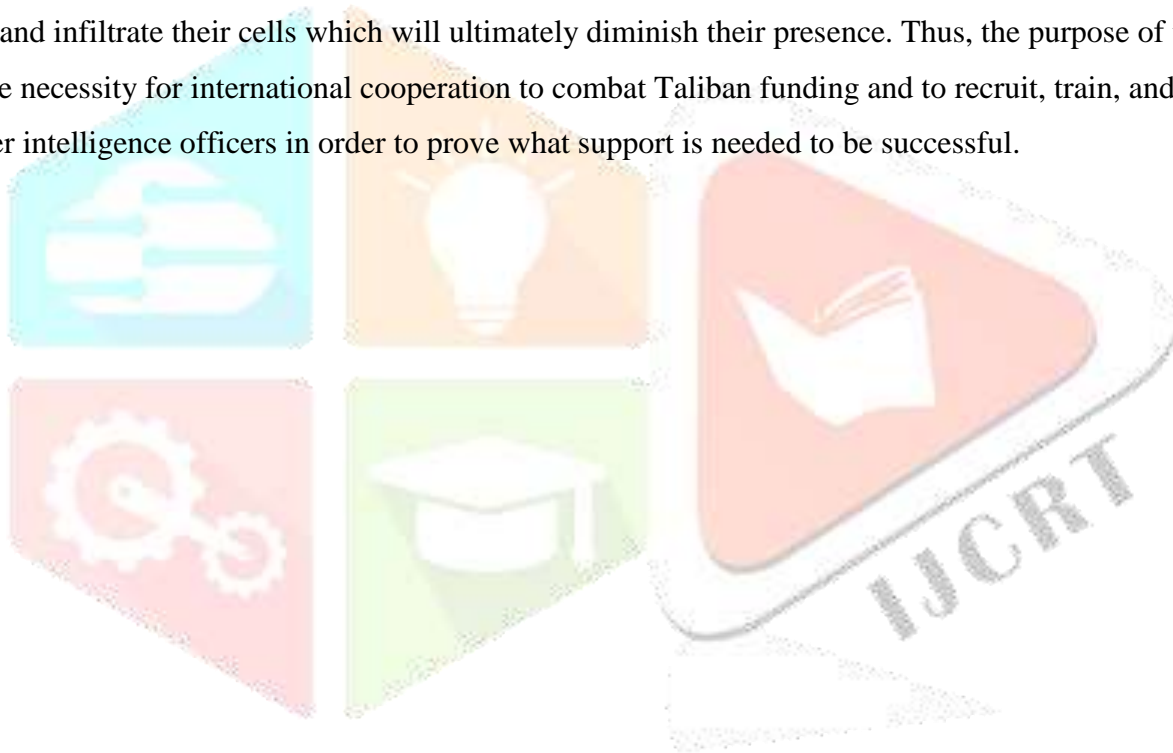 and infiltrate their cells which will ultimately diminish their presence. Thus, the purpose of
e necessity for international cooperation to combat Taliban funding and to recruit, train, and
er intelligence officers in order to prove what support is needed to be successful.
IJCRT